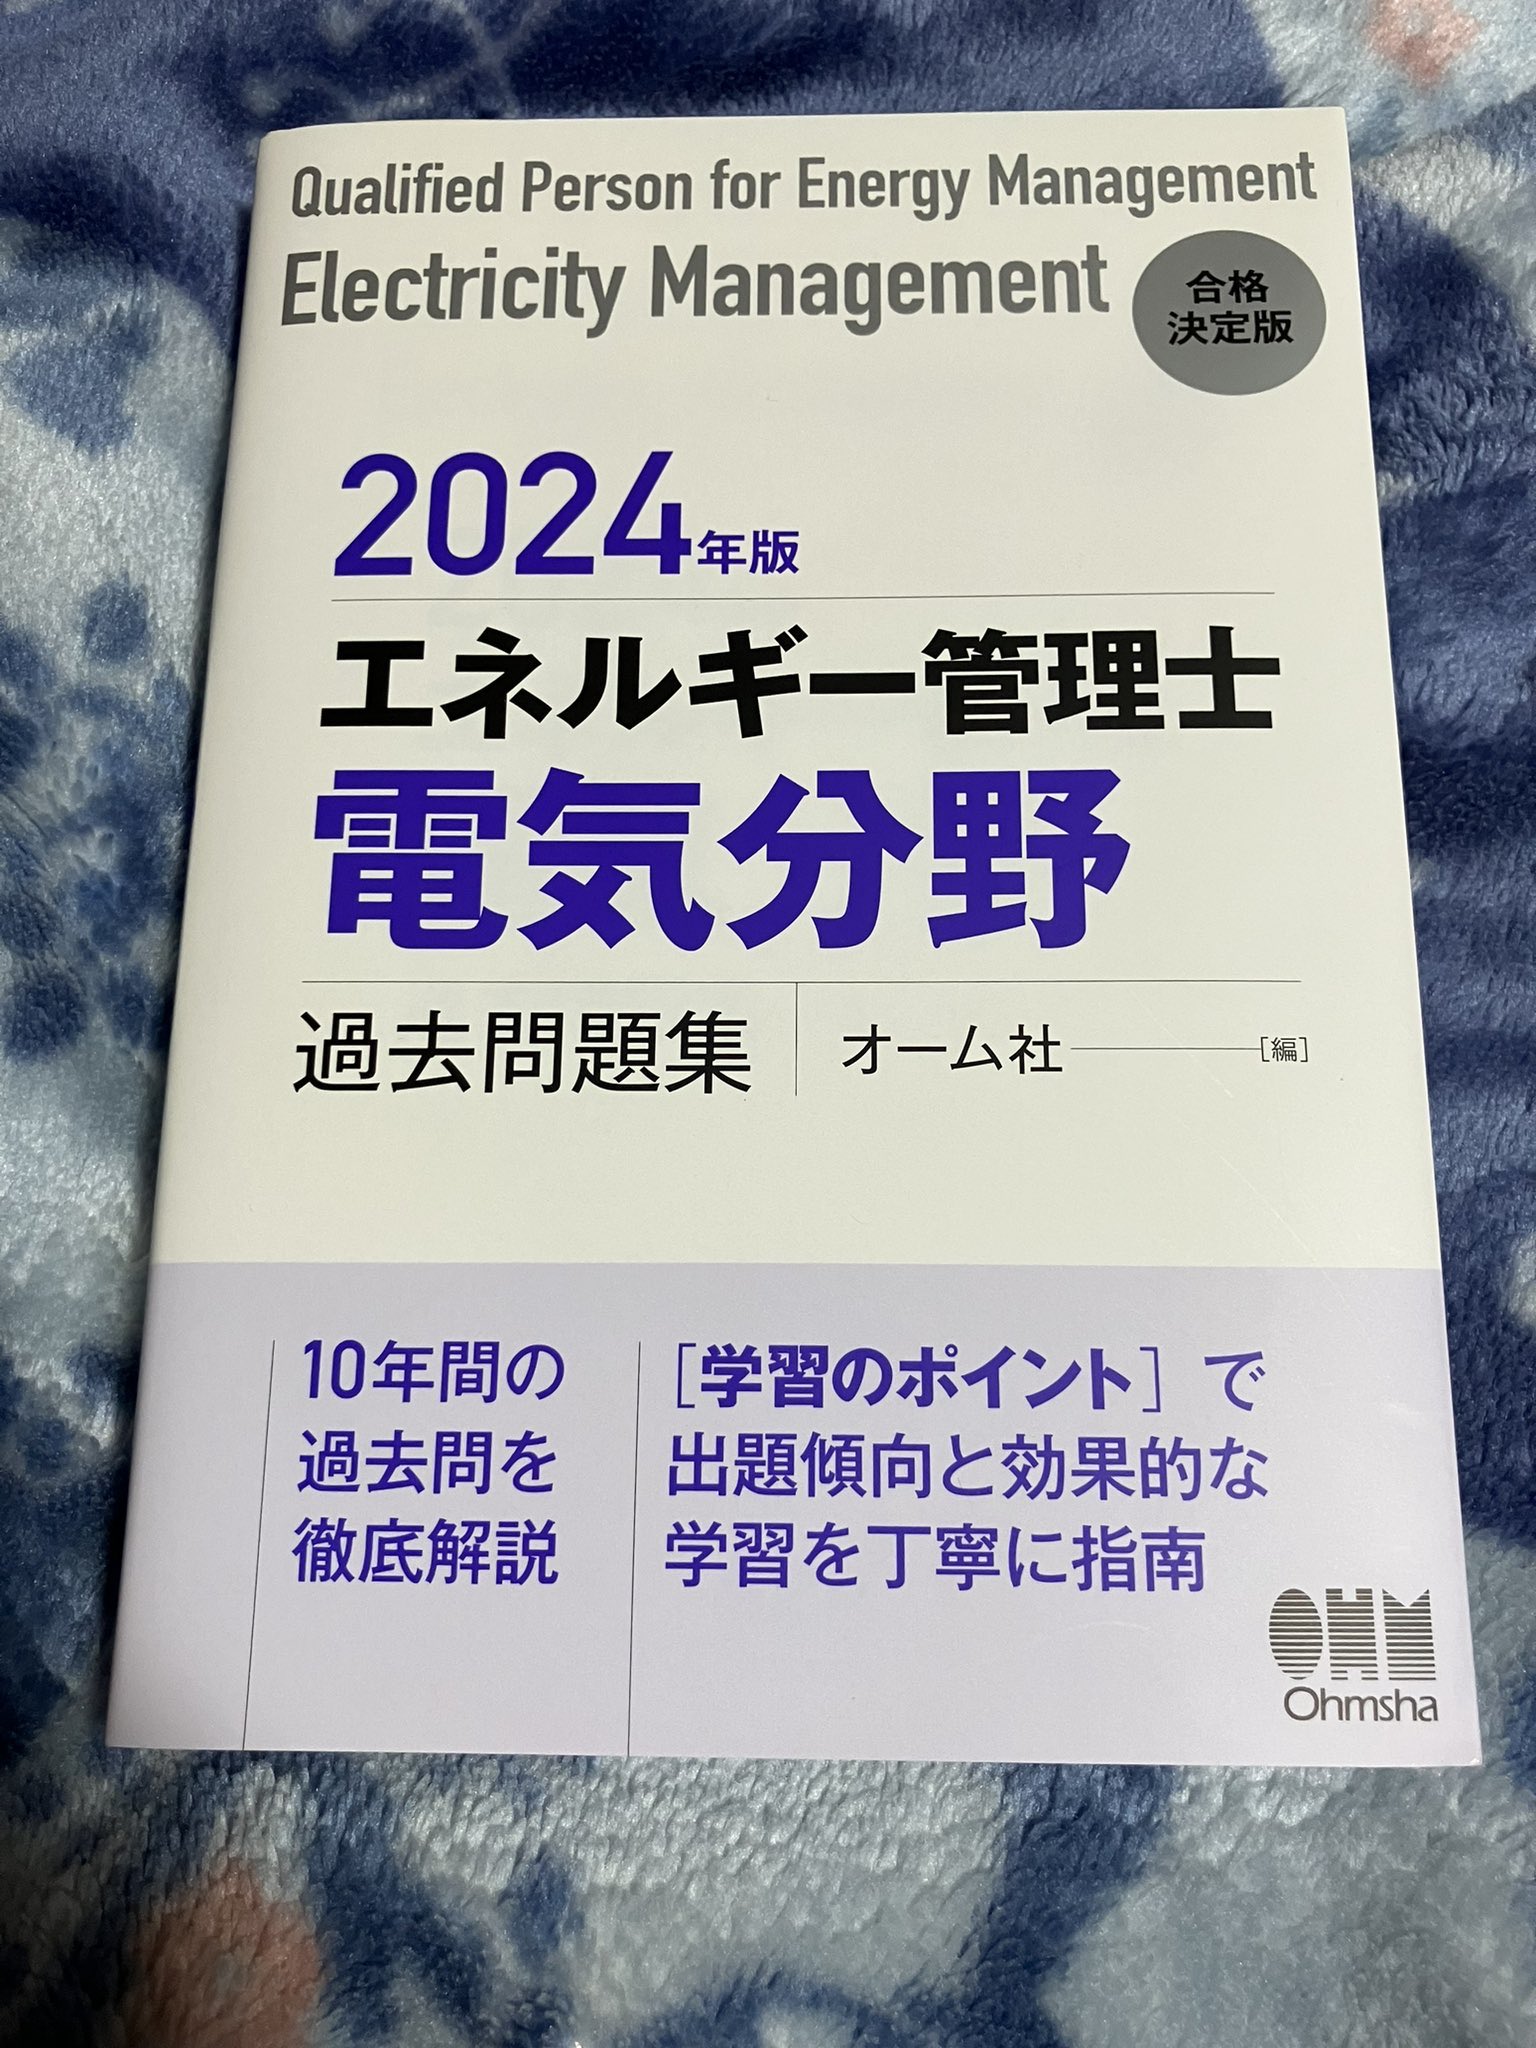 Qualified Person for Energy Management
Electricity Management
合格
決定版
2024年版
エネルギー管理士
電気分野
過去問題集
オーム社 [編]
10年間の
過去問を
徹底解説
[学習のポイント]で
出題傾向と効果的な
学習を丁寧に指南
OHM
Ohmsha